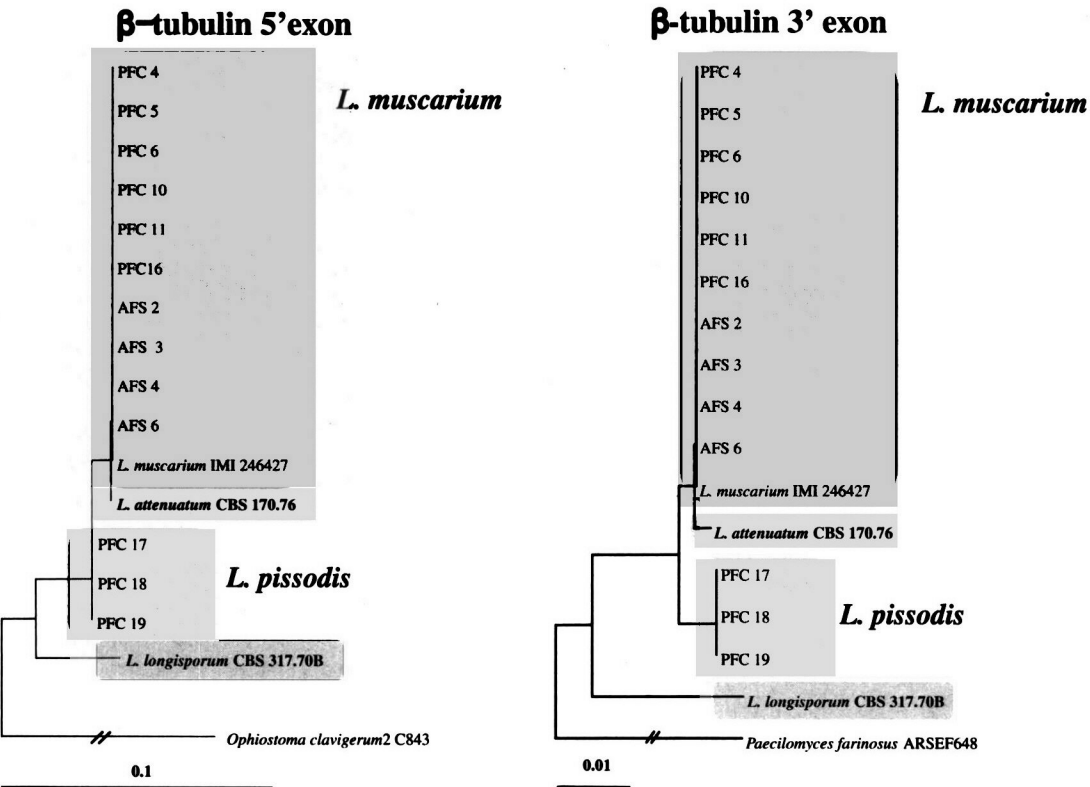 β-tubulin 5’exon
PFC 4
PFC 5
PFC 6
PFC 10
PFC 11
PFC16
AFS 2
AFS 3
AFS 4
AFS 6
L. muscarium IMI 246427
L. attenuatum CBS 170.76
L. muscarium
PFC 17
PFC 18
PFC 19
L. pissodis
L. longisporum CBS 317.70B
Ophiostoma clavigerum2 C843
0.1
β-tubulin 3’ exon
PFC 4
PFC 5
PFC 6
PFC 10
PFC 11
PFC 16
AFS 2
AFS 3
AFS 4
AFS 6
L. muscarium IMI 246427
L. attenuatum CBS 170.76
L. muscarium
PFC 17
PFC 18
PFC 19
L. pissodis
L. longisporum CBS 317.70B
Paecilomyces farinosus ARSEF648
0.01